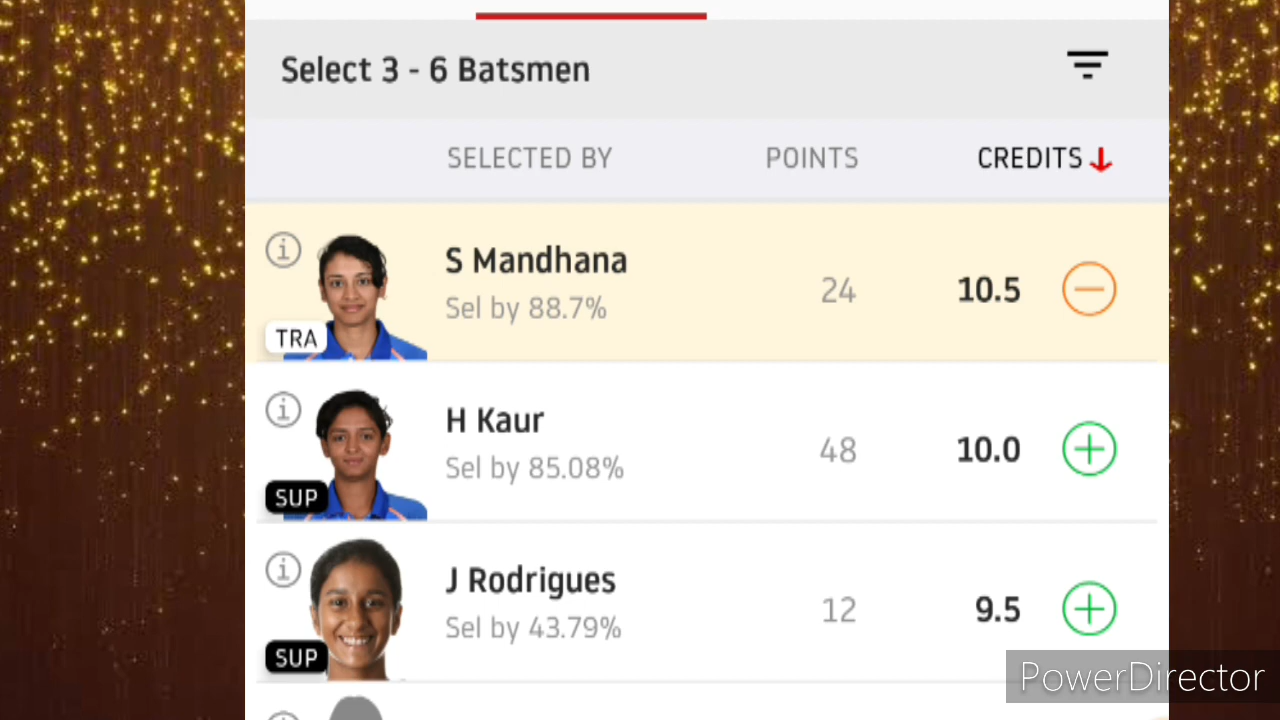 Select 3 - 6 Batsmen
SELECTED BY POINTS CREDITS
S Mandhana
Sel by 88.7%
24 10.5
TRA
H Kaur
Sel by 85.08%
48 10.0
SUP
J Rodrigues
Sel by 43.79%
12 9.5
SUP
PowerDirector